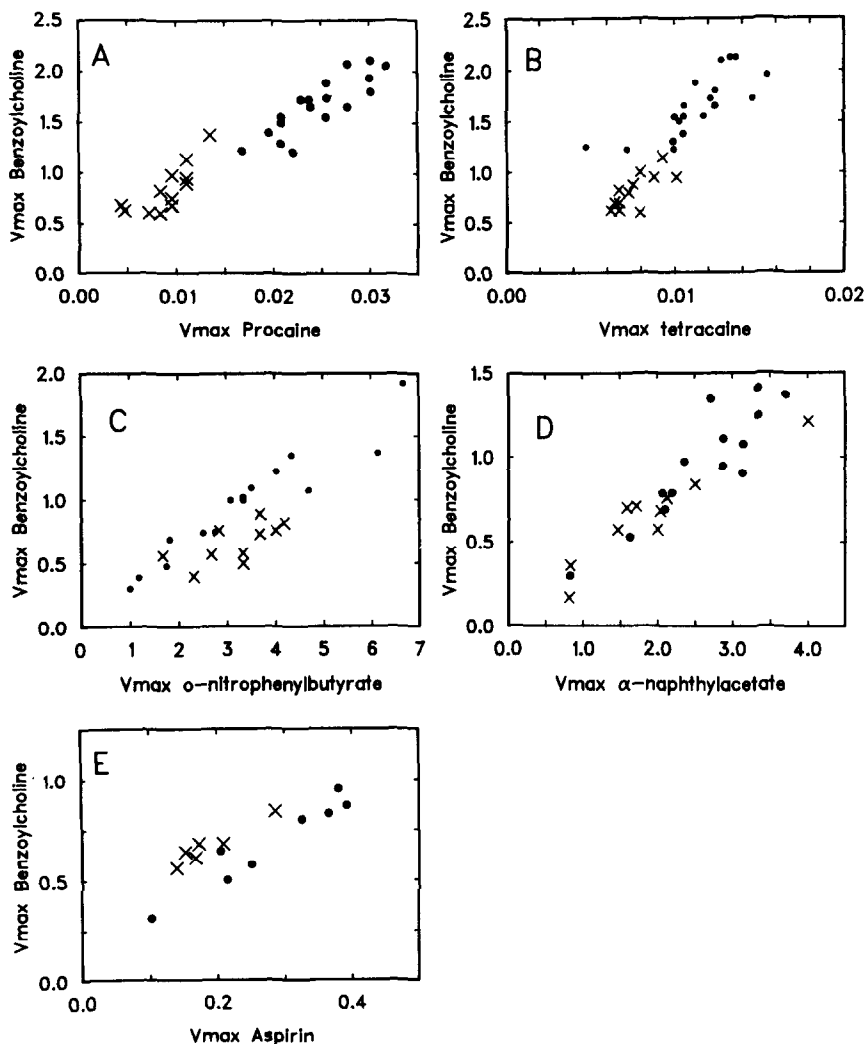 A
Vmax Benzoylcholine
2.5
2.0
1.5
1.0
0.5
0.0
0.00 0.01 0.02 0.03
Vmax Procaine
B
Vmax Benzoylcholine
2.5
2.0
1.5
1.0
0.5
0.0
0.00 0.01 0.02
Vmax tetracaine
C
Vmax Benzoylcholine
2.0
1.5
1.0
0.5
0.0
0 1 2 3 4 5 6 7
Vmax o-nitrophenylbutyrate
D
Vmax Benzoylcholine
1.5
1.0
0.5
0.0
0.0 1.0 2.0 3.0 4.0
Vmax α-naphthylacetate
E
Vmax Benzoylcholine
1.0
0.5
0.0
0.0 0.2 0.4
Vmax Aspirin